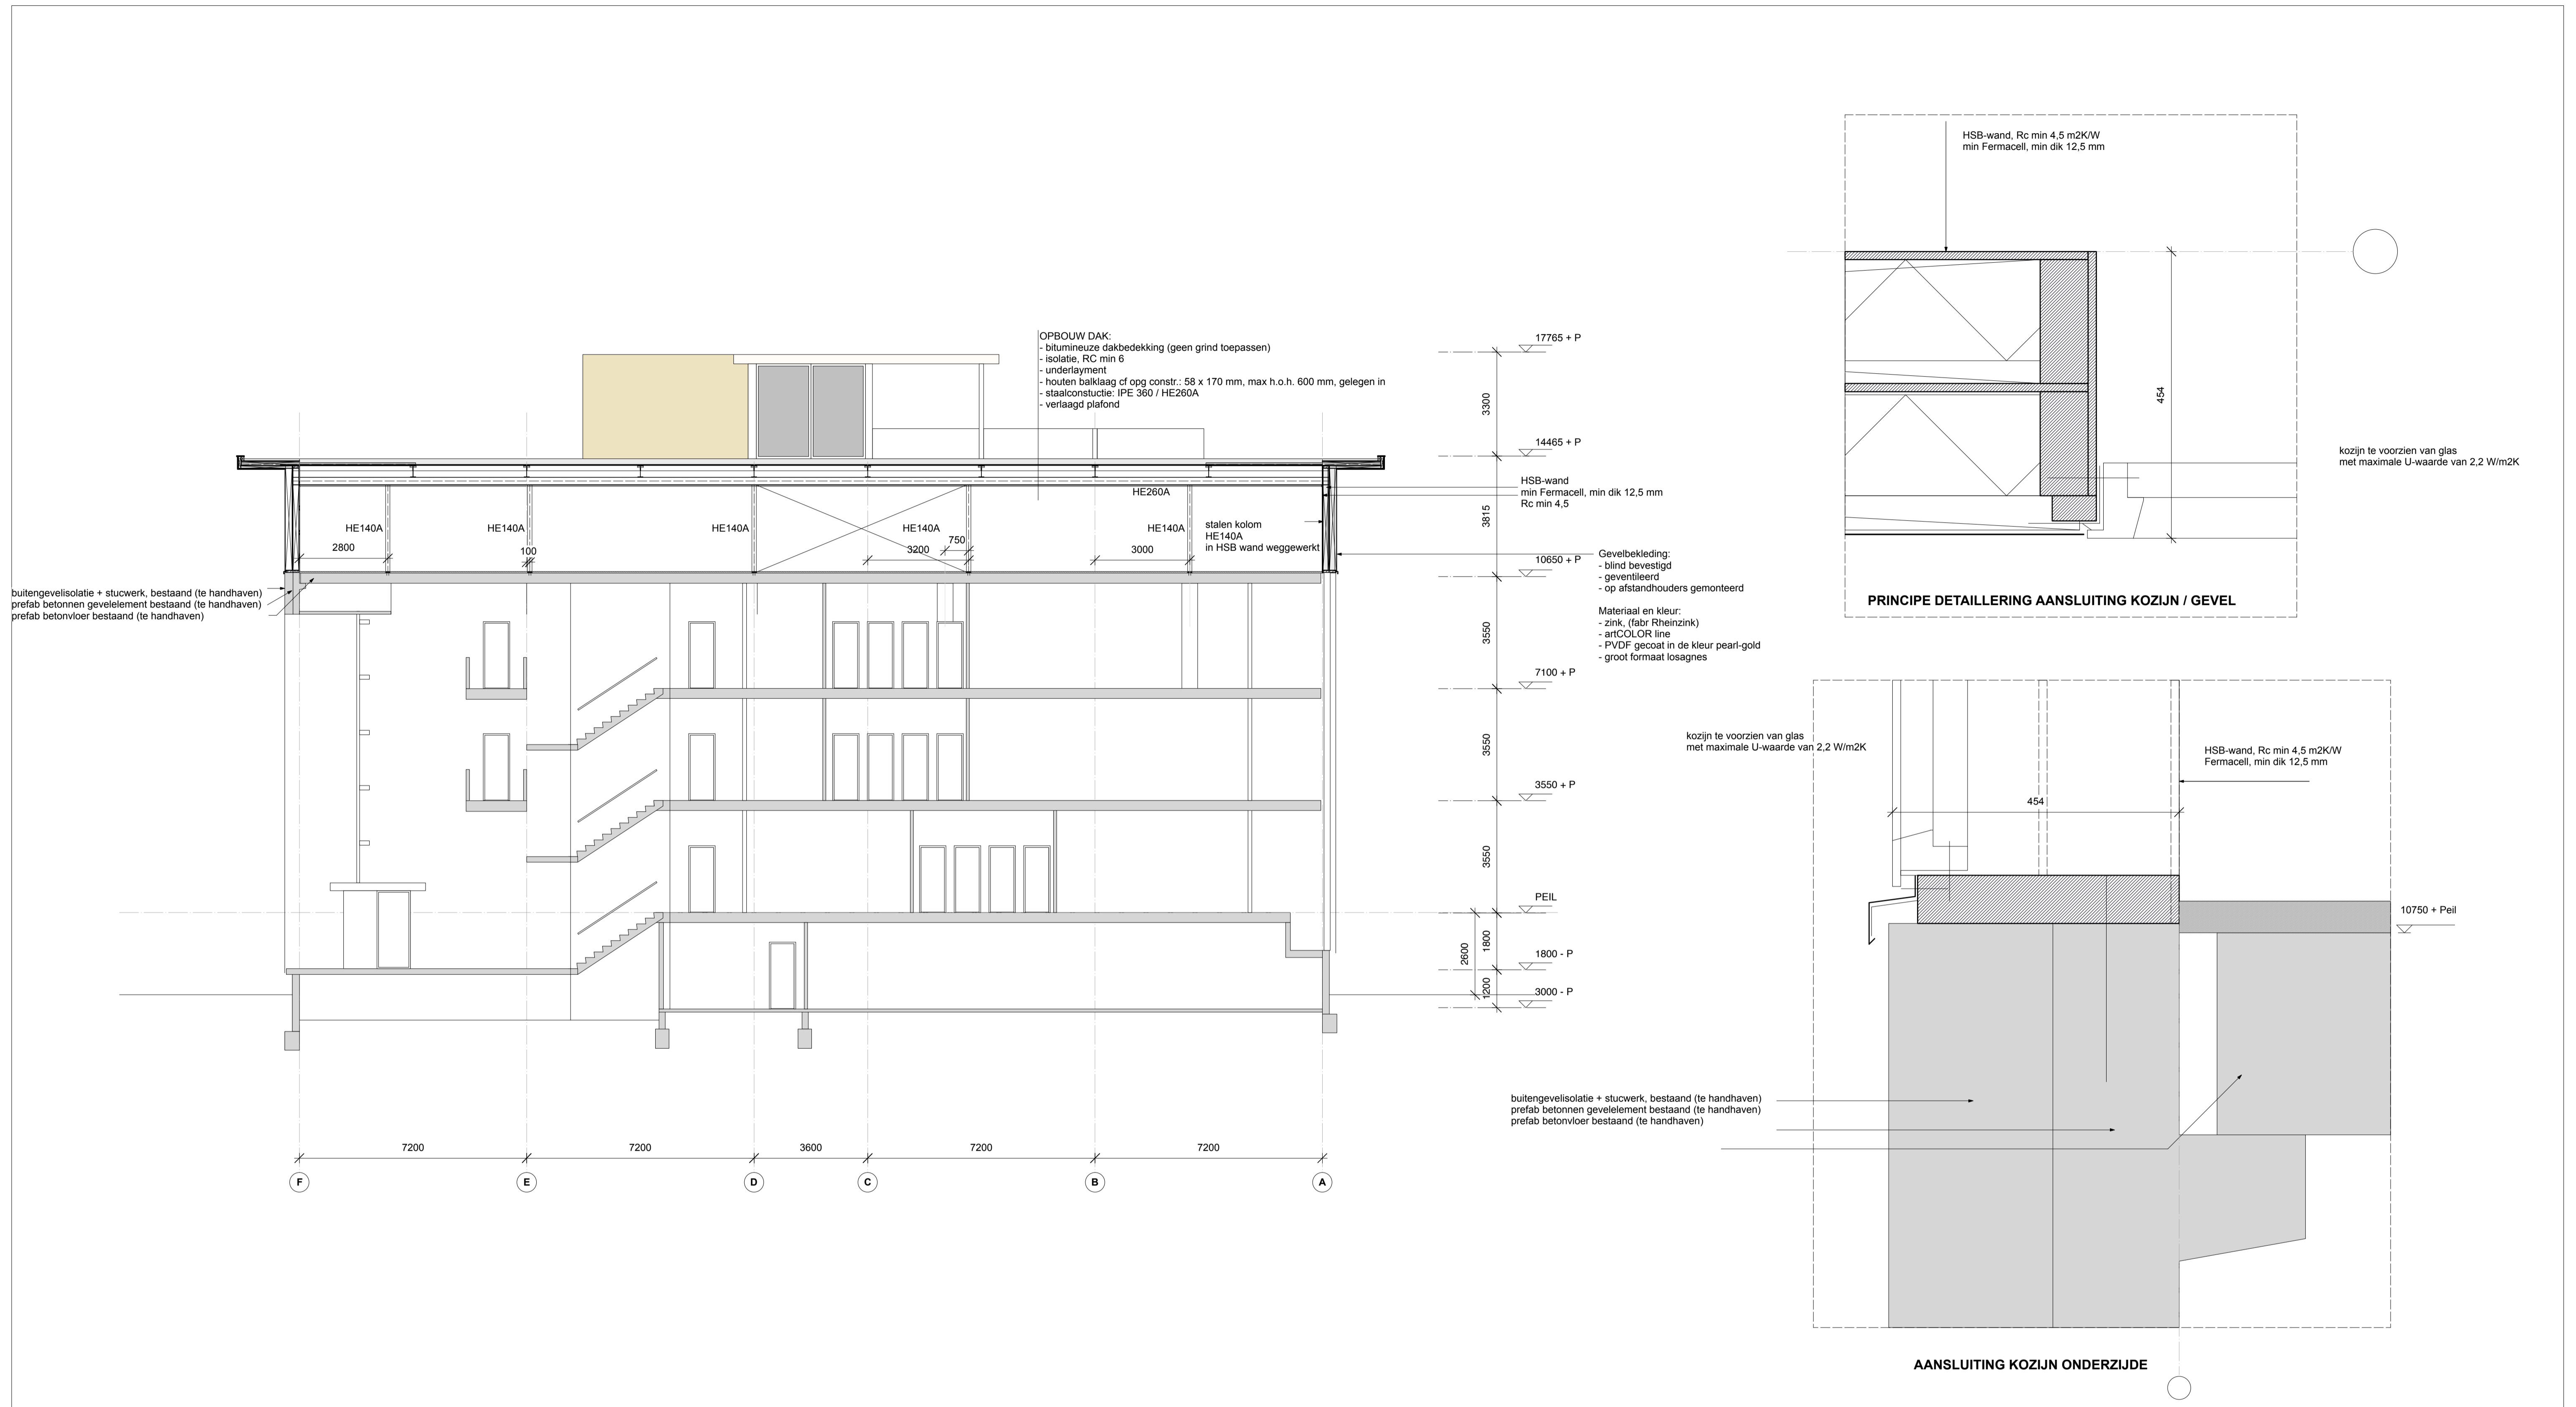 HSB-wand, Rc min 4,5 m2K/W
min Fermacell, min dik 12,5 mm
454
kozijn te voorzien van glas
met maximale U-waarde van 2,2 W/m2K
PRINCIPE DETAILLERING AANSLUITING KOZIJN / GEVEL
OPBOUW DAK:
- bitumineuze dakbedekking (geen grind toepassen)
- isolatie, RC min 6
- underlayment
- houten balklaag cf opg constr.: 58 x 170 mm, max h.o.h. 600 mm, gelegen in
- staalconstuctie: IPE 360 / HE260A
- verlaagd plafond
17765 + P
3300
14465 + P
HSB-wand
min Fermacell, min dik 12,5 mm
Rc min 4,5
HE260A
3815
HE140A
HE140A
HE140A
HE140A
HE140A
stalen kolom
HE140A
in HSB wand weggewerkt
2800
100
750
3200
3000
10650 + P
Gevelbekleding:
- blind bevestigd
- geventileerd
- op afstandhouders gemonteerd
Materiaal en kleur:
- zink, (fabr Rheinzink)
- artCOLOR line
- PVDF gecoat in de kleur pearl-gold
- groot formaat losagnes
buitengevelisolatie + stucwerk, bestaand (te handhaven)
prefab betonnen gevelelement bestaand (te handhaven)
prefab betonvloer bestaand (te handhaven)
3550
7100 + P
3550
3550 + P
3550
PEIL
2600
1800
1800 - P
1200
3000 - P
7200
7200
3600
7200
7200
F
E
D
C
B
A
kozijn te voorzien van glas
met maximale U-waarde van 2,2 W/m2K
HSB-wand, Rc min 4,5 m2K/W
Fermacell, min dik 12,5 mm
454
10750 + Peil
buitengevelisolatie + stucwerk, bestaand (te handhaven)
prefab betonnen gevelelement bestaand (te handhaven)
prefab betonvloer bestaand (te handhaven)
AANSLUITING KOZIJN ONDERZIJDE